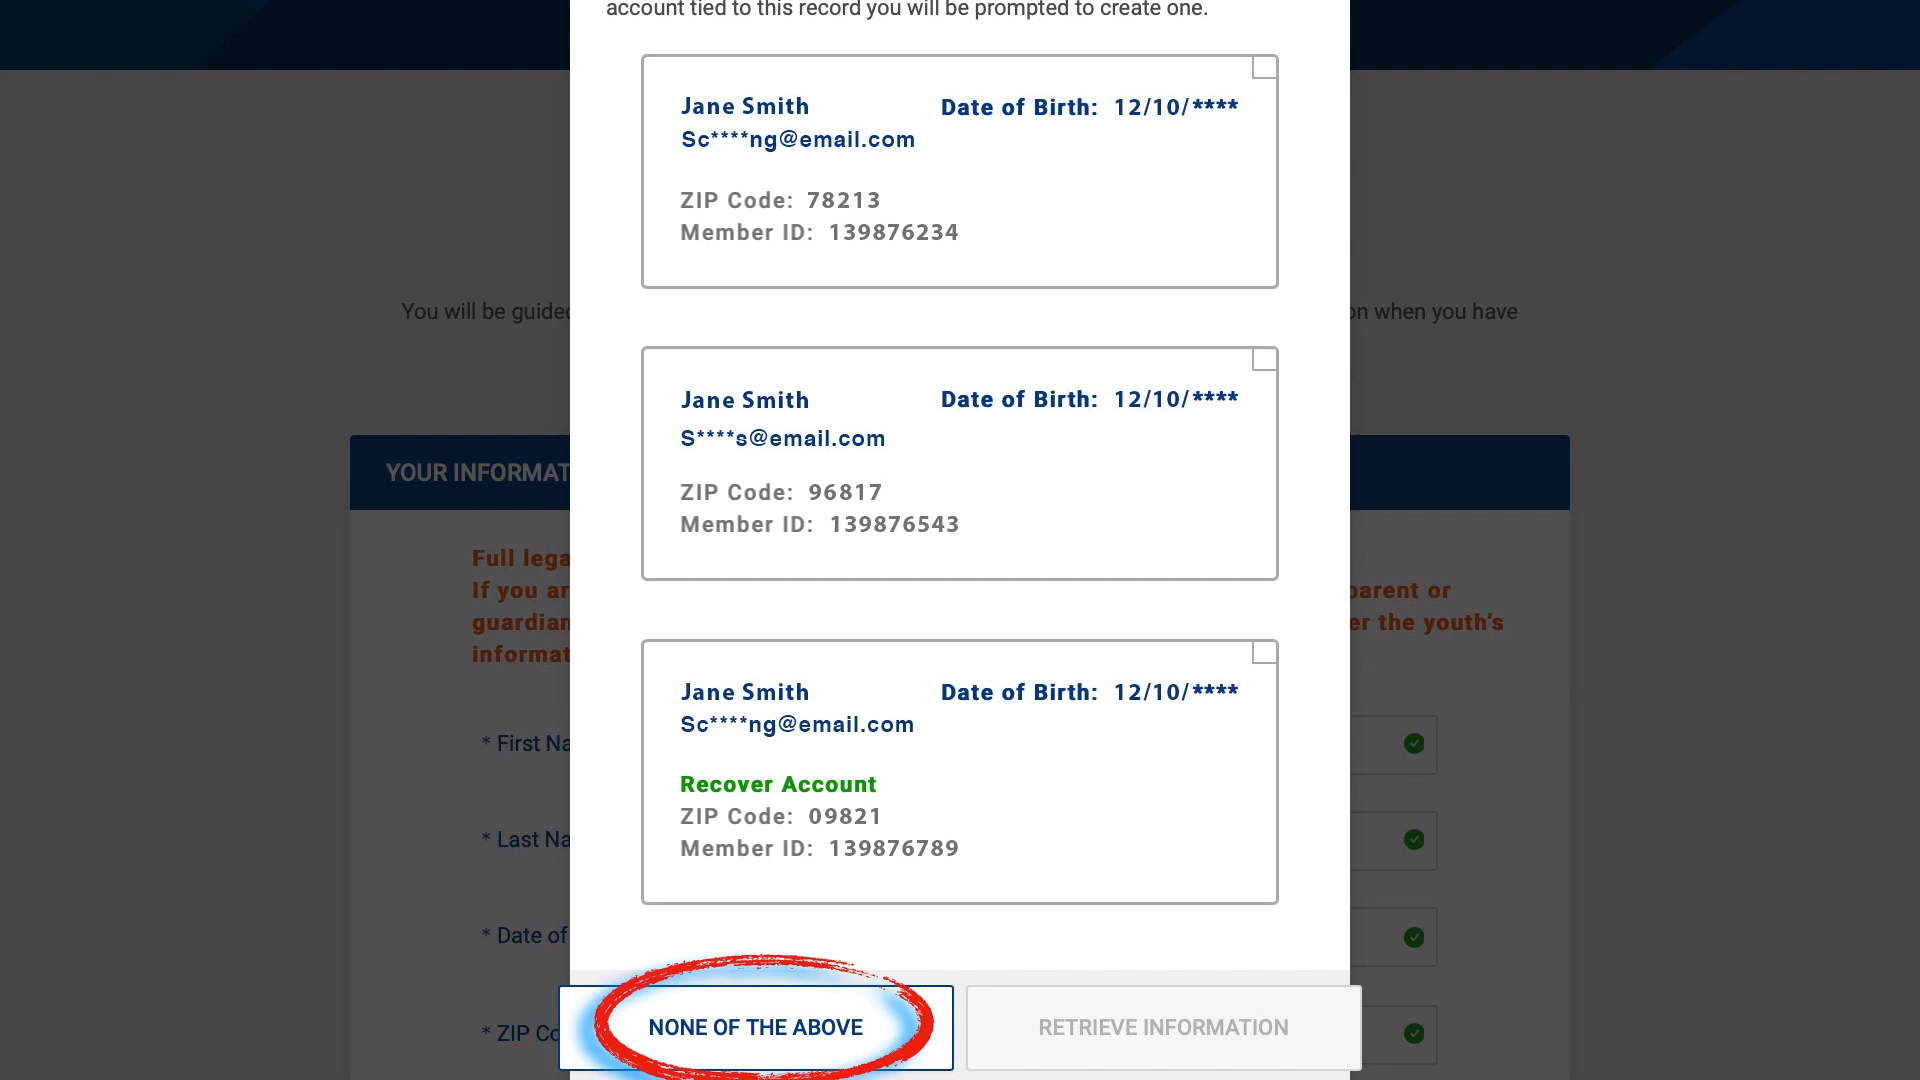 account tied to this record you will be prompted to create one.
Jane Smith Date of Birth: 12/10/****
Sc****ng@email.com
ZIP Code: 78213
Member ID: 139876234
You will be guided
on when you have
Jane Smith Date of Birth: 12/10/****
S****s@email.com
ZIP Code: 96817
Member ID: 139876543
YOUR INFORMAT
Full lega
If you ar
parent or
guardian
er the youth's
informat
Jane Smith Date of Birth: 12/10/****
Sc****ng@email.com
Recover Account
ZIP Code: 09821
Member ID: 139876789
* First Na
* Last Na
* Date of
* ZIP Co
NONE OF THE ABOVE
RETRIEVE INFORMATION